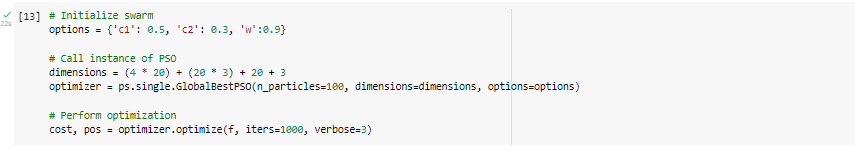 [13] # Initialize swarm
22s
options = {'c1': 0.5, 'c2': 0.3, 'w':0.9}
# Call instance of PSO
dimensions = (4 * 20) + (20 * 3) + 20 + 3
optimizer = ps.single.GlobalBestPSO(n_particles=100, dimensions=dimensions, options=options)
# Perform optimization
cost, pos = optimizer.optimize(f, iters=1000, verbose=3)